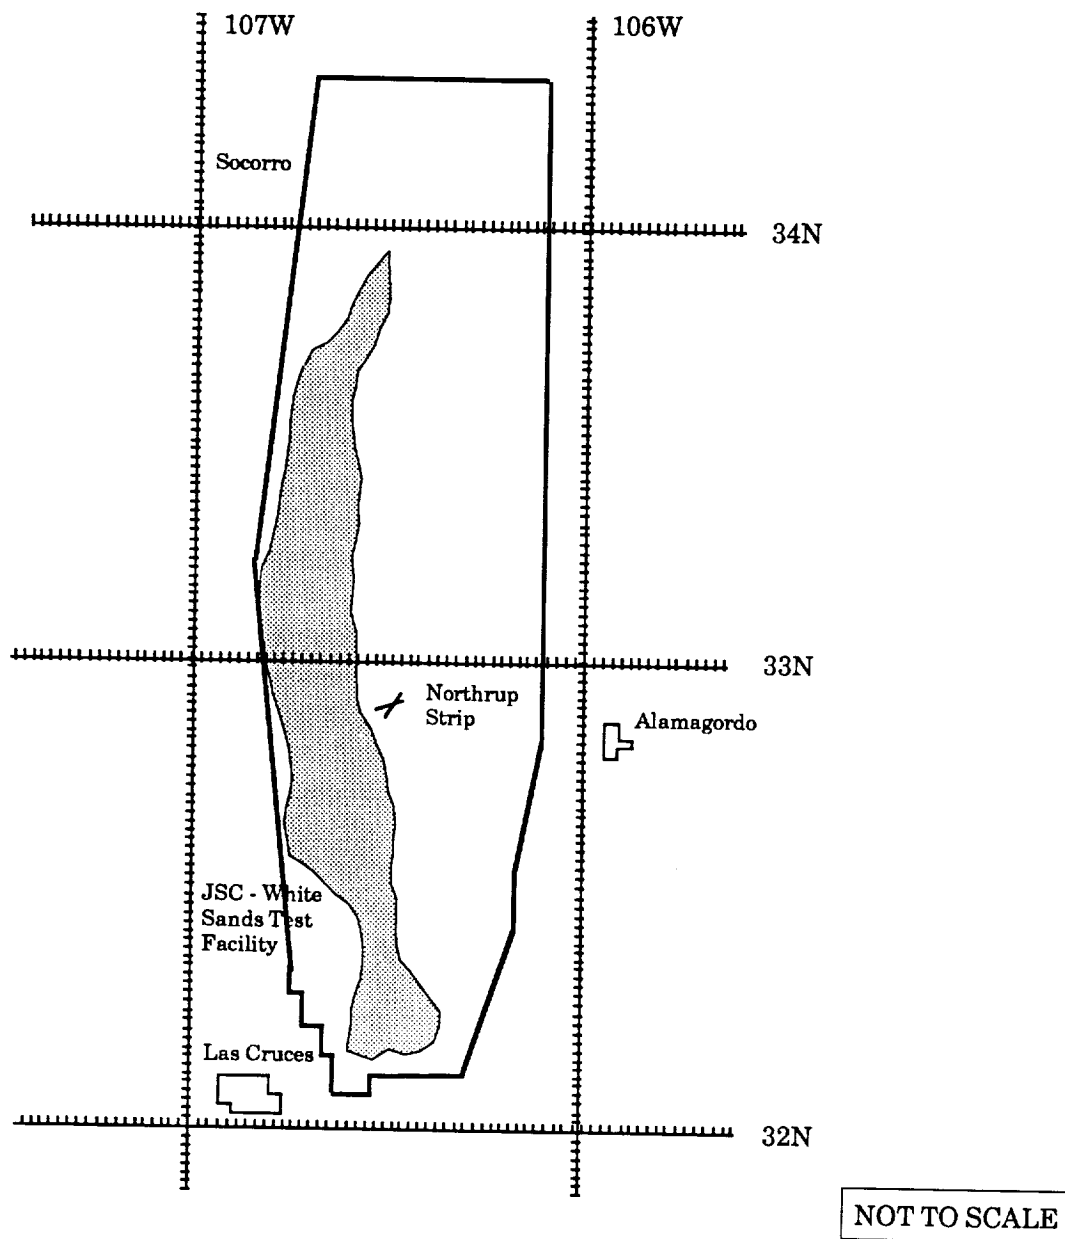 107W
106W
Socorro
34N
33N
Northrup
Strip
Alamagordo
JSC - White
Sands Test
Facility
Las Cruces
32N
NOT TO SCALE